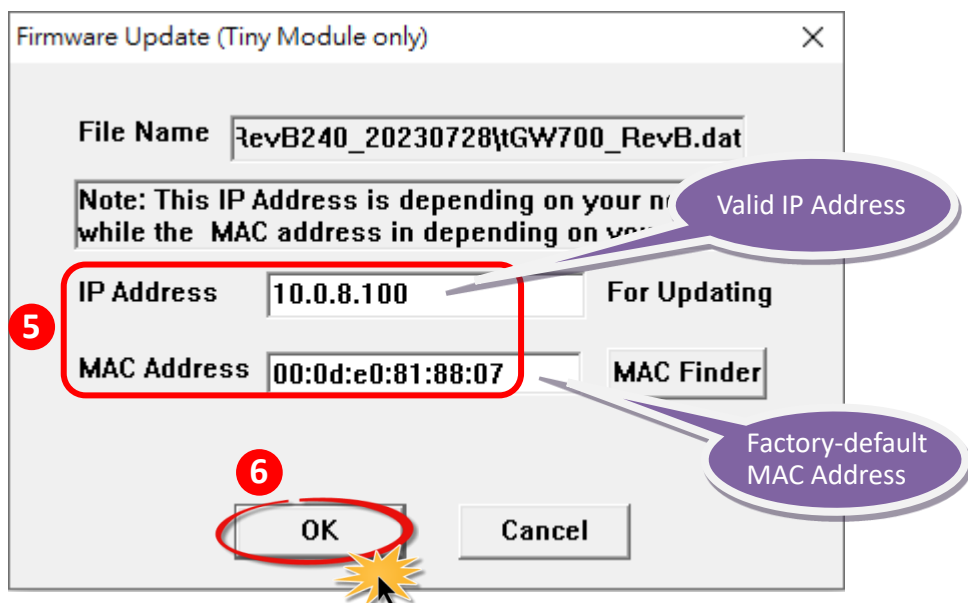 Firmware Update (Tiny Module only)
File Name RevB240_20230728\tGW700_RevB.dat
Note: This IP Address is depending on your
Valid IP Address
while the MAC address in depending on
IP Address 10.0.8.100 For Updating
5
MAC Address 00:0d:e0:81:88:07 MAC Finder
Factory-default
MAC Address
6
OK Cancel